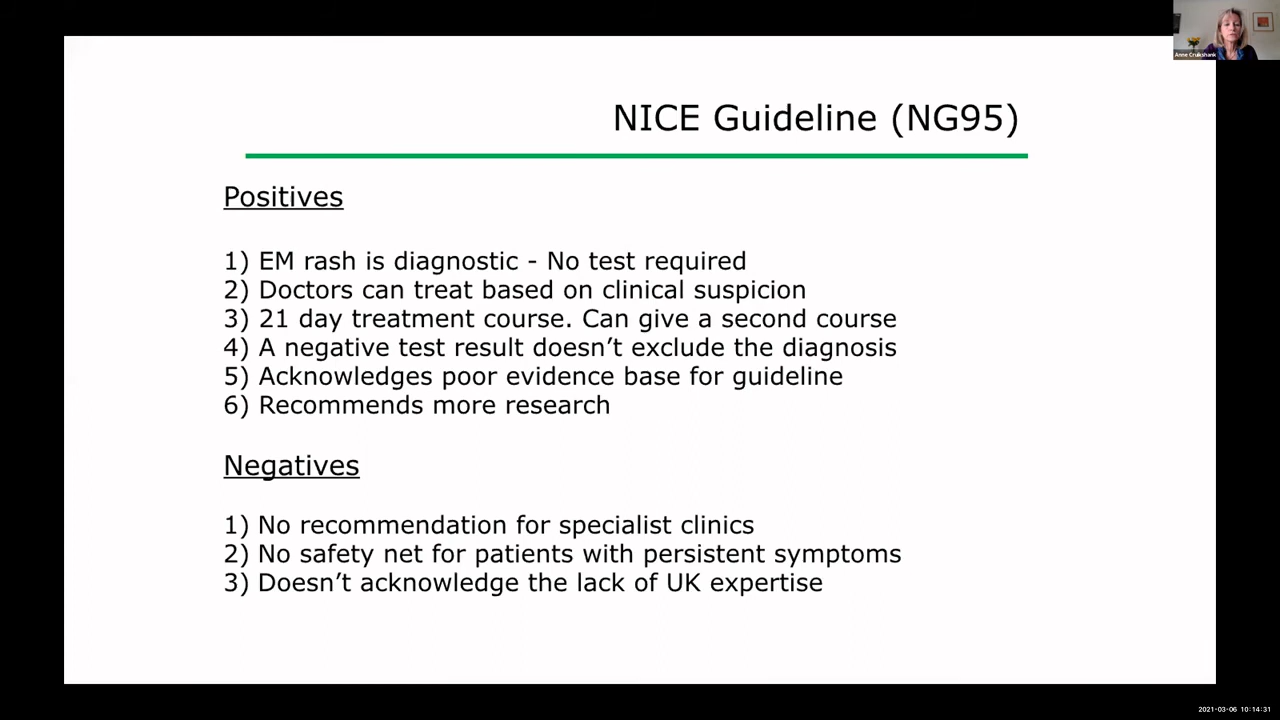 Anne Cruikshank
NICE Guideline (NG95)
Positives
1) EM rash is diagnostic - No test required
2) Doctors can treat based on clinical suspicion
3) 21 day treatment course. Can give a second course
4) A negative test result doesn’t exclude the diagnosis
5) Acknowledges poor evidence base for guideline
6) Recommends more research
Negatives
1) No recommendation for specialist clinics
2) No safety net for patients with persistent symptoms
3) Doesn’t acknowledge the lack of UK expertise
2021-03-06 10:14:31